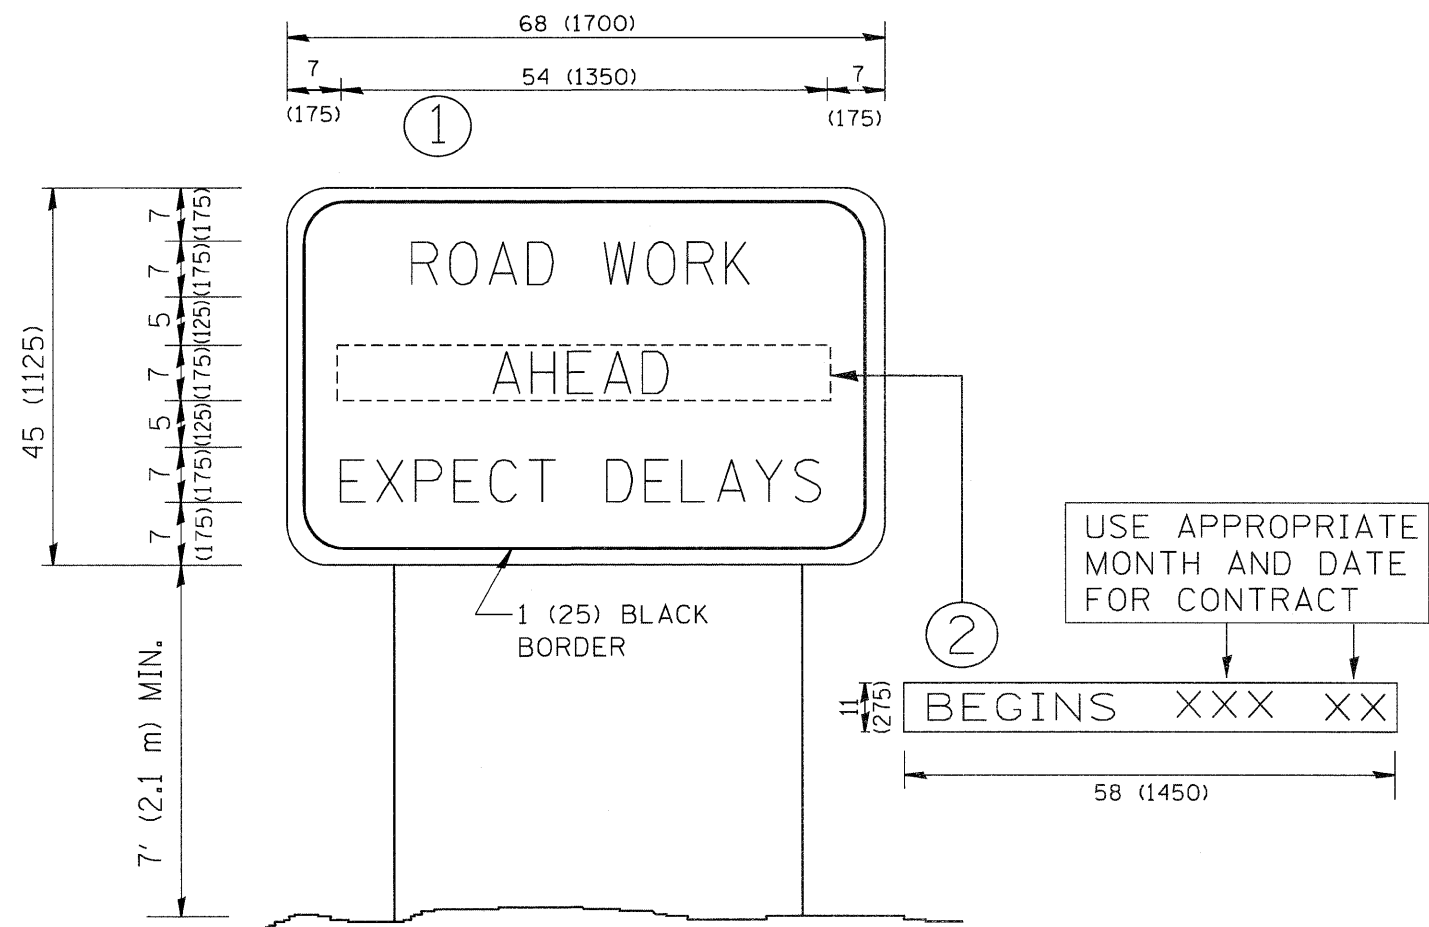 68 (1700)
7 54 (1350) 7
(175) (175)
1
45 (1125)
7 (175)
7 (175)
5 (125)
7 (175)
5 (125)
7 (175)
7 (175)
ROAD WORK
AHEAD
EXPECT DELAYS
1 (25) BLACK
BORDER
7' (2.1 m) MIN.
USE APPROPRIATE
MONTH AND DATE
FOR CONTRACT
2
11
(275)
BEGINS XXX XX
58 (1450)